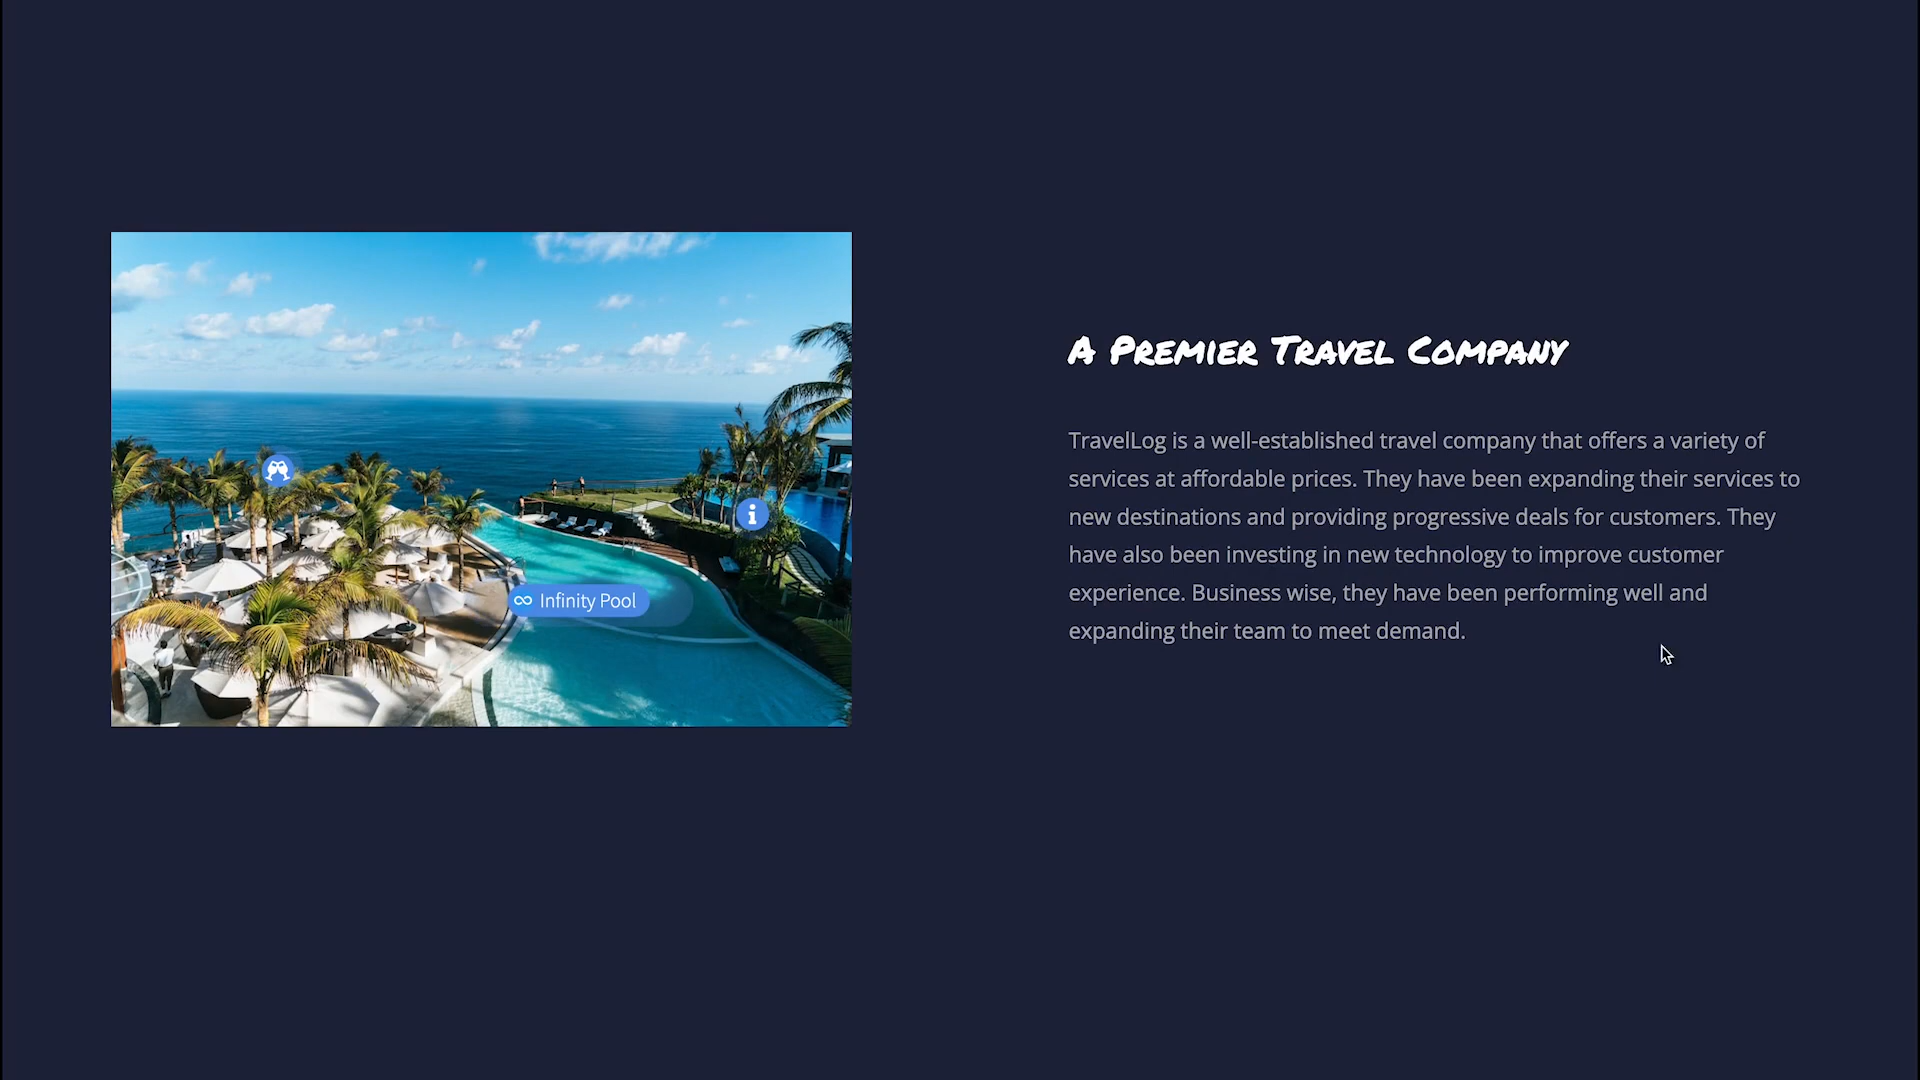 Infinity Pool
A Premier Travel Company
TravelLog is a well-established travel company that offers a variety of
services at affordable prices. They have been expanding their services to
new destinations and providing progressive deals for customers. They
have also been investing in new technology to improve customer
experience. Business wise, they have been performing well and
expanding their team to meet demand.